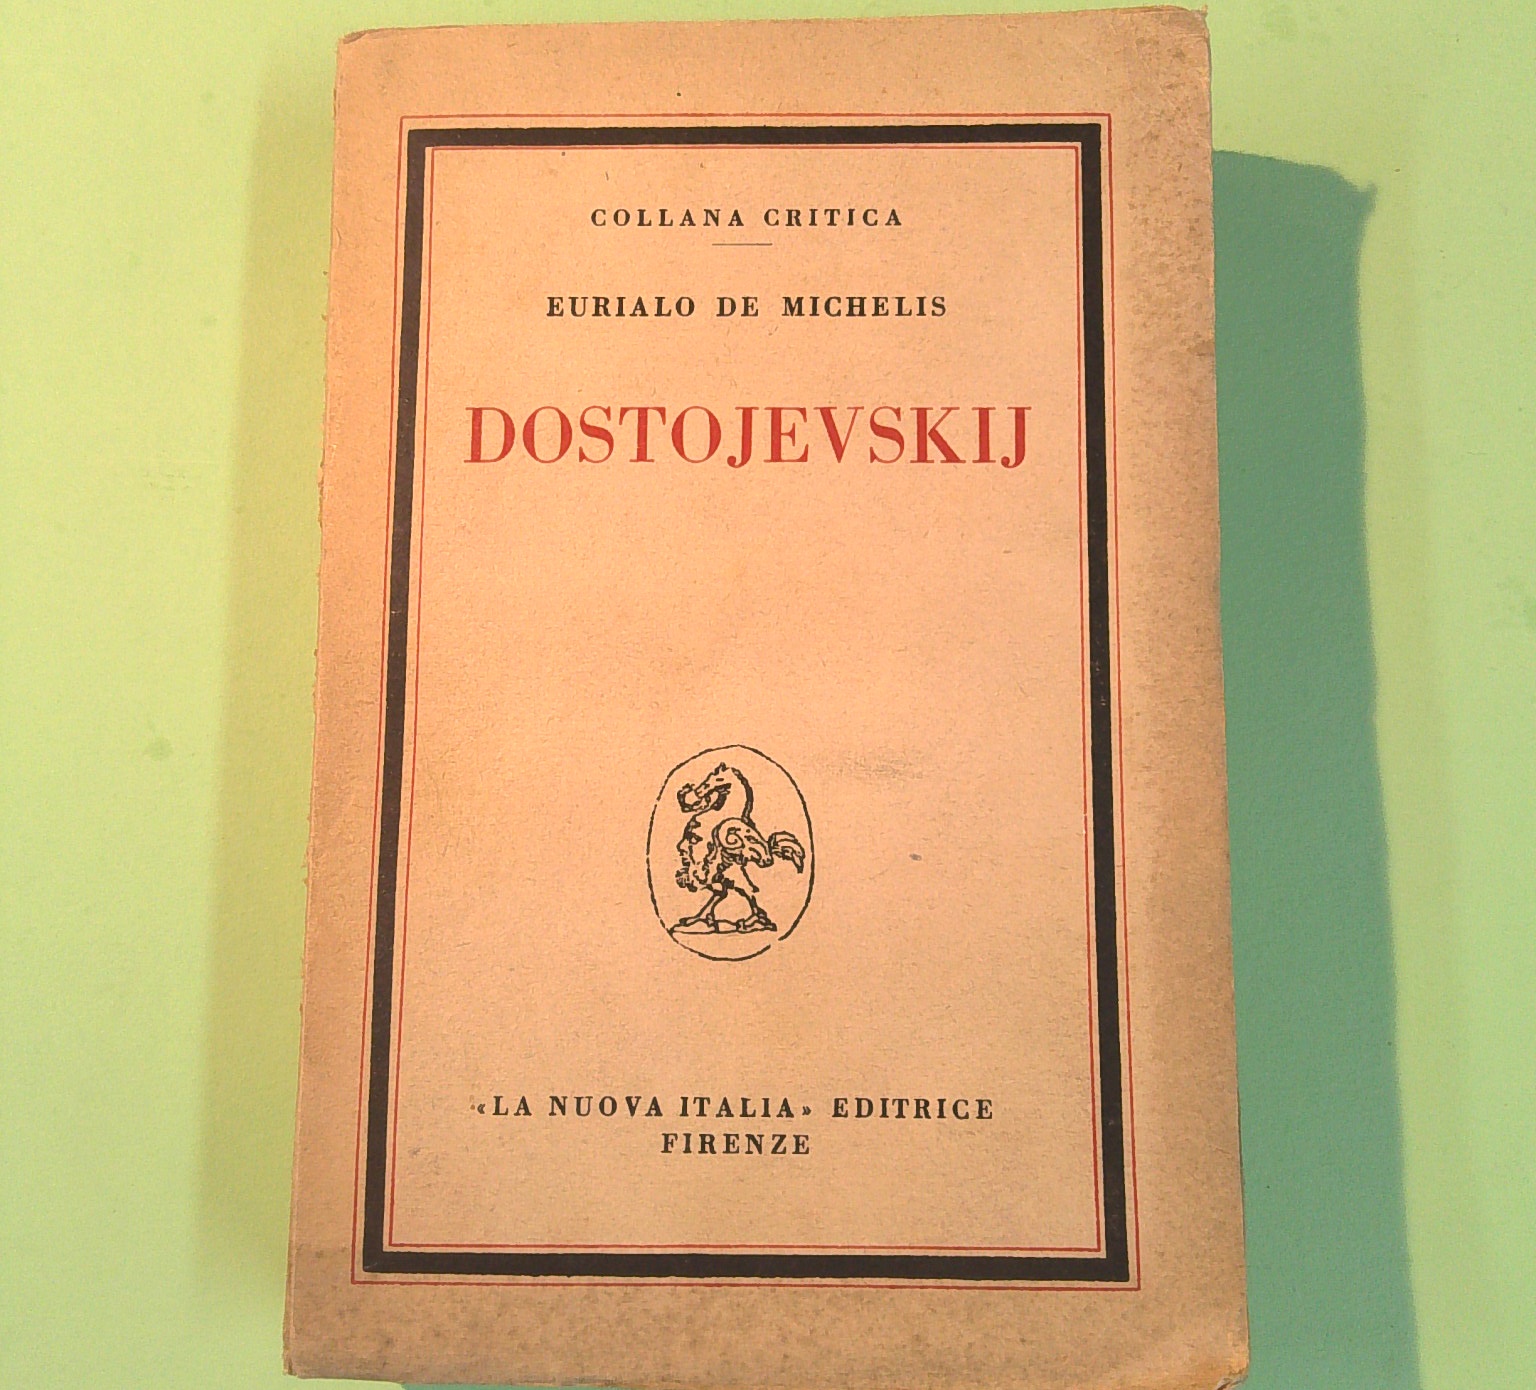 COLLANA CRITICA
EURIALO DE MICHELIS
DOSTOJEVSKIJ
«LA NUOVA ITALIA» EDITRICE
FIRENZE